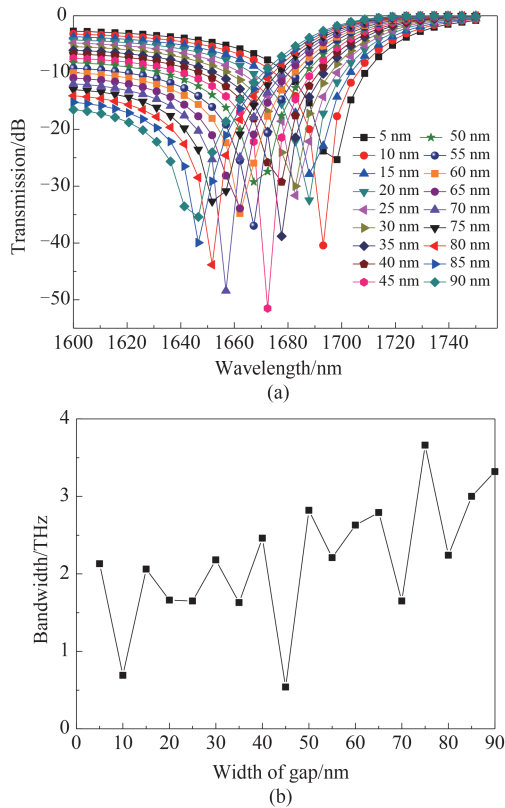 0
−10
−20
−30
−40
−50
Transmission/dB
5 nm 50 nm
10 nm 55 nm
15 nm 60 nm
20 nm 65 nm
25 nm 70 nm
30 nm 75 nm
35 nm 80 nm
40 nm 85 nm
45 nm 90 nm
1600 1620 1640 1660 1680 1700 1720 1740
Wavelength/nm
(a)
4
3
2
1
0
Bandwidth/THz
0 10 20 30 40 50 60 70 80 90
Width of gap/nm
(b)